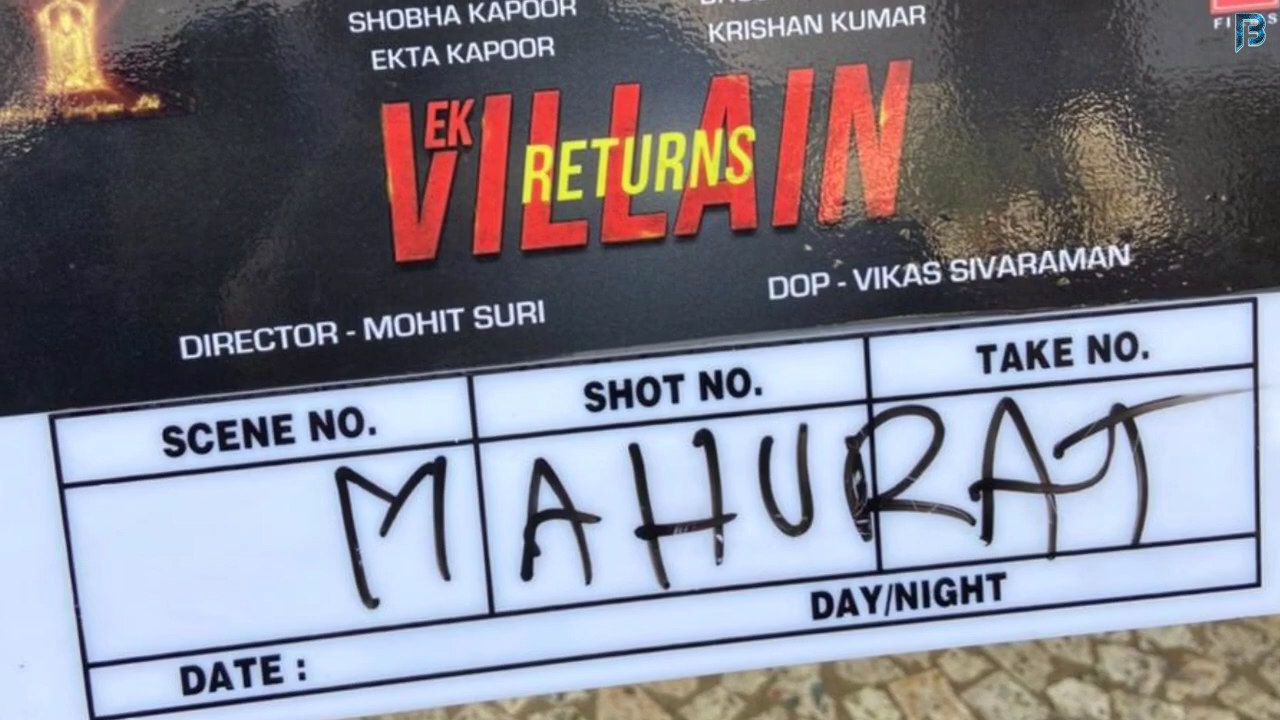 SHOBHA KAPOOR
KRISHAN KUMAR
EKTA KAPOOR
EK
VILLAIN
RETURNS
DOP - VIKAS SIVARAMAN
DIRECTOR - MOHIT SURI
SCENE NO. SHOT NO. TAKE NO.
MAHURAT
DAY/NIGHT
DATE :